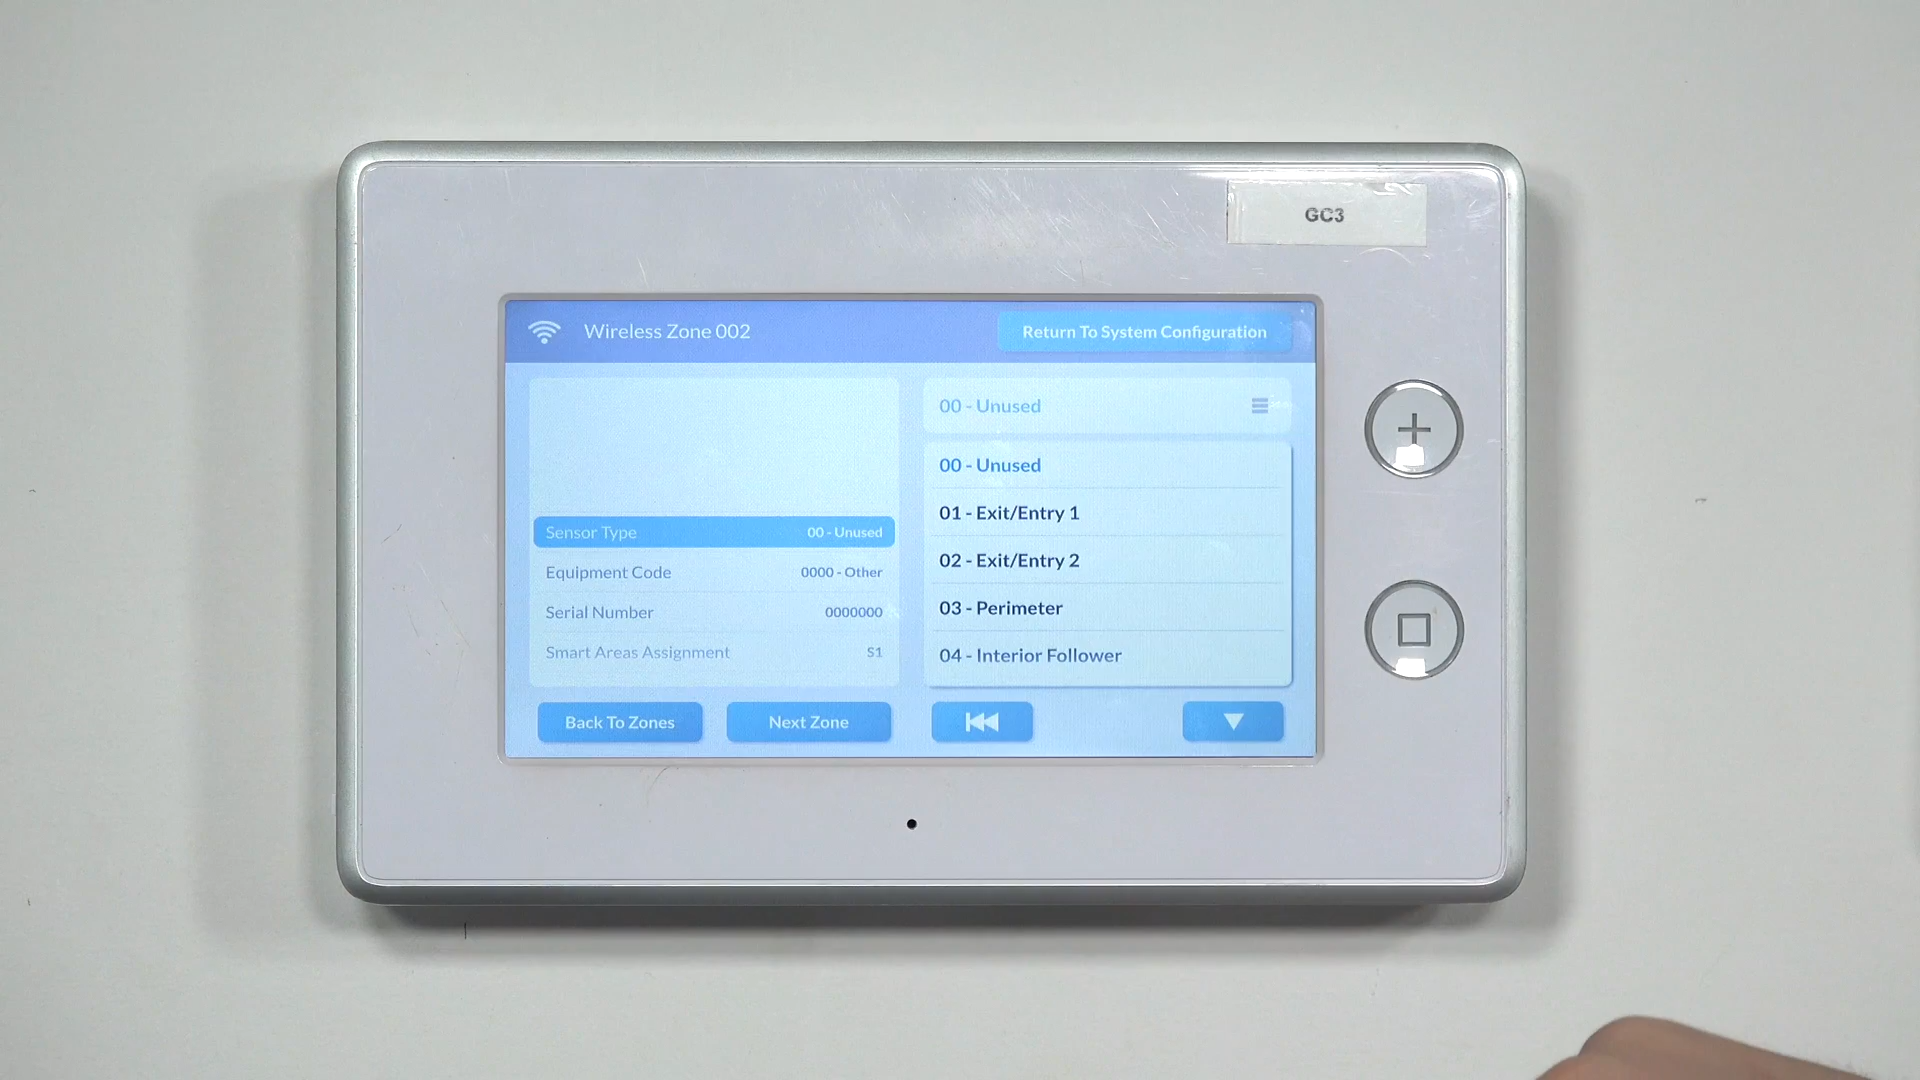 GC3
Wireless Zone 002
Return To System Configuration
Sensor Type 00 - Unused
Equipment Code 0000 - Other
Serial Number 0000000
Smart Areas Assignment S1
Back To Zones
Next Zone
00 - Unused
00 - Unused
01 - Exit/Entry 1
02 - Exit/Entry 2
03 - Perimeter
04 - Interior Follower